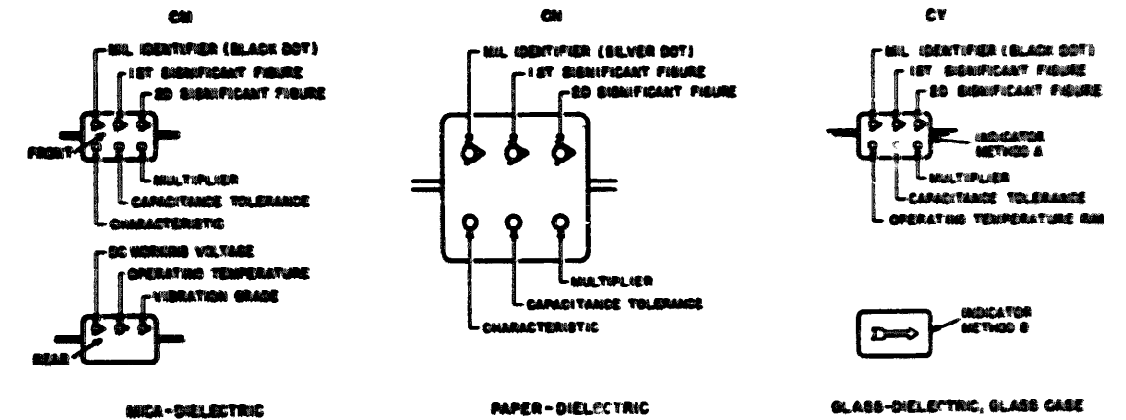 CM
MIL IDENTIFIER (BLACK DOT)
1ST SIGNIFICANT FIGURE
2D SIGNIFICANT FIGURE
FRONT
MULTIPLIER
CAPACITANCE TOLERANCE
CHARACTERISTIC
DC WORKING VOLTAGE
OPERATING TEMPERATURE
VIBRATION GRADE
REAR
MICA-DIELECTRIC
CN
MIL IDENTIFIER (SILVER DOT)
1ST SIGNIFICANT FIGURE
2D SIGNIFICANT FIGURE
MULTIPLIER
CAPACITANCE TOLERANCE
CHARACTERISTIC
PAPER-DIELECTRIC
CY
MIL IDENTIFIER (BLACK DOT)
1ST SIGNIFICANT FIGURE
2D SIGNIFICANT FIGURE
INDICATOR
METHOD A
MULTIPLIER
CAPACITANCE TOLERANCE
OPERATING TEMPERATURE
INDICATOR
METHOD B
GLASS-DIELECTRIC, GLASS CASE